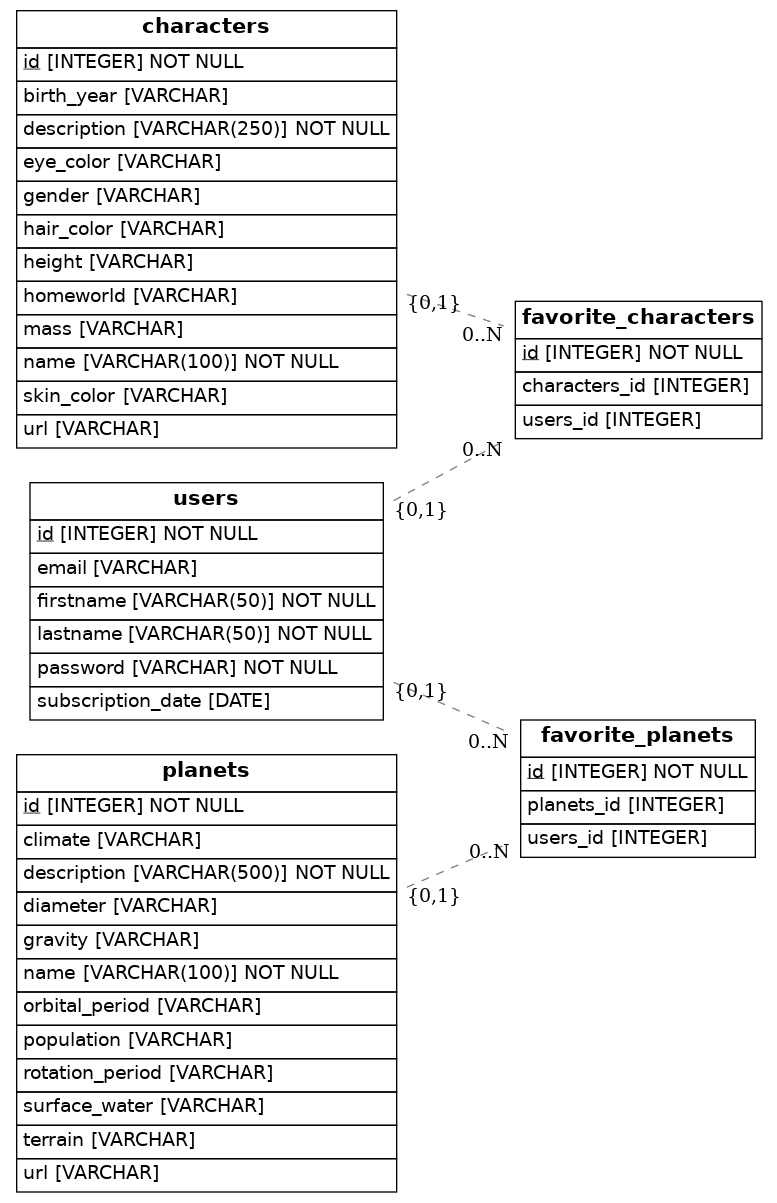 characters
id [INTEGER] NOT NULL
birth_year [VARCHAR]
description [VARCHAR(250)] NOT NULL
eye_color [VARCHAR]
gender [VARCHAR]
hair_color [VARCHAR]
height [VARCHAR]
homeworld [VARCHAR]
mass [VARCHAR]
name [VARCHAR(100)] NOT NULL
skin_color [VARCHAR]
url [VARCHAR]
{0,1}
0..N
favorite_characters
id [INTEGER] NOT NULL
characters_id [INTEGER]
users_id [INTEGER]
0..N
{0,1}
users
id [INTEGER] NOT NULL
email [VARCHAR]
firstname [VARCHAR(50)] NOT NULL
lastname [VARCHAR(50)] NOT NULL
password [VARCHAR] NOT NULL
subscription_date [DATE]
{0,1}
0..N
favorite_planets
id [INTEGER] NOT NULL
planets_id [INTEGER]
users_id [INTEGER]
0..N
{0,1}
planets
id [INTEGER] NOT NULL
climate [VARCHAR]
description [VARCHAR(500)] NOT NULL
diameter [VARCHAR]
gravity [VARCHAR]
name [VARCHAR(100)] NOT NULL
orbital_period [VARCHAR]
population [VARCHAR]
rotation_period [VARCHAR]
surface_water [VARCHAR]
terrain [VARCHAR]
url [VARCHAR]